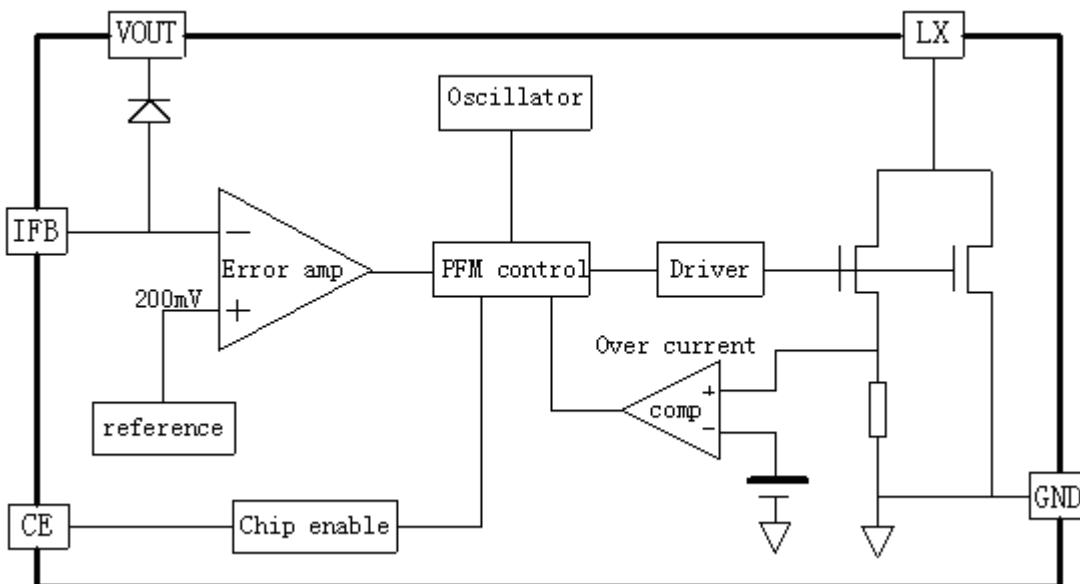 VOUT
LX
Oscillator
IFB
−
Error amp
PFM control
Driver
200mV
+
Over current
+
comp
−
reference
CE
Chip enable
GND